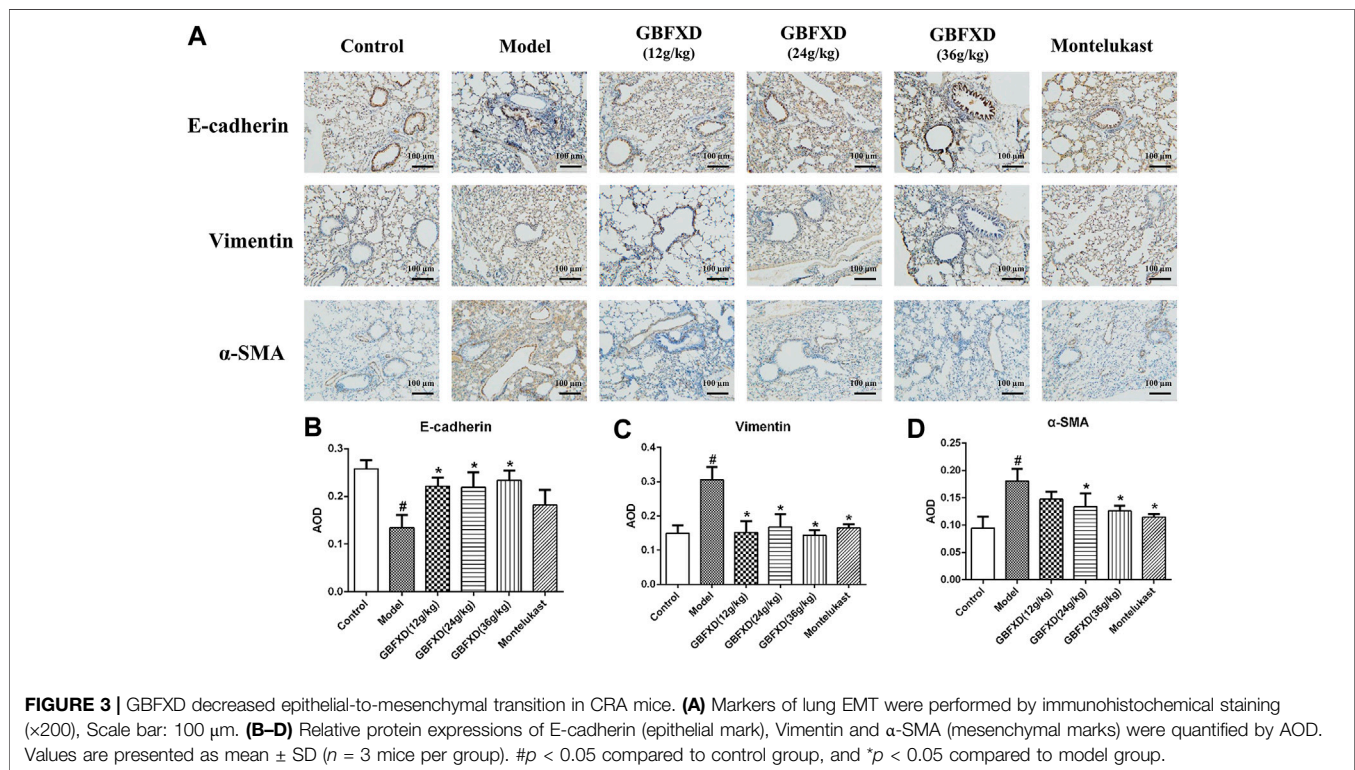 A
Control Model GBFXD GBFXD GBFXD Montelukast
(12g/kg) (24g/kg) (36g/kg)
E-cadherin
100 μm 100 μm 100 μm 100 μm 100 μm 100 μm
Vimentin
100 μm 100 μm 100 μm 100 μm 100 μm 100 μm
α-SMA
100 μm 100 μm 100 μm 100 μm 100 μm 100 μm
B
E-cadherin
AOD
0.3
0.2
0.1
0.0
# * * *
Control
Model
GBFXD(12g/kg)
GBFXD(24g/kg)
GBFXD(36g/kg)
Montelukast
C
Vimentin
AOD
0.4
0.3
0.2
0.1
0.0
# * * * *
Control
Model
GBFXD(12g/kg)
GBFXD(24g/kg)
GBFXD(36g/kg)
Montelukast
D
α-SMA
AOD
0.25
0.20
0.15
0.10
0.05
0.00
# * * *
Control
Model
GBFXD(12g/kg)
GBFXD(24g/kg)
GBFXD(36g/kg)
Montelukast
FIGURE 3 | GBFXD decreased epithelial-to-mesenchymal transition in CRA mice. (A) Markers of lung EMT were performed by immunohistochemical staining
(×200), Scale bar: 100 μm. (B–D) Relative protein expressions of E-cadherin (epithelial mark), Vimentin and α-SMA (mesenchymal marks) were quantified by AOD.
Values are presented as mean ± SD (n = 3 mice per group). #p < 0.05 compared to control group, and *p < 0.05 compared to model group.